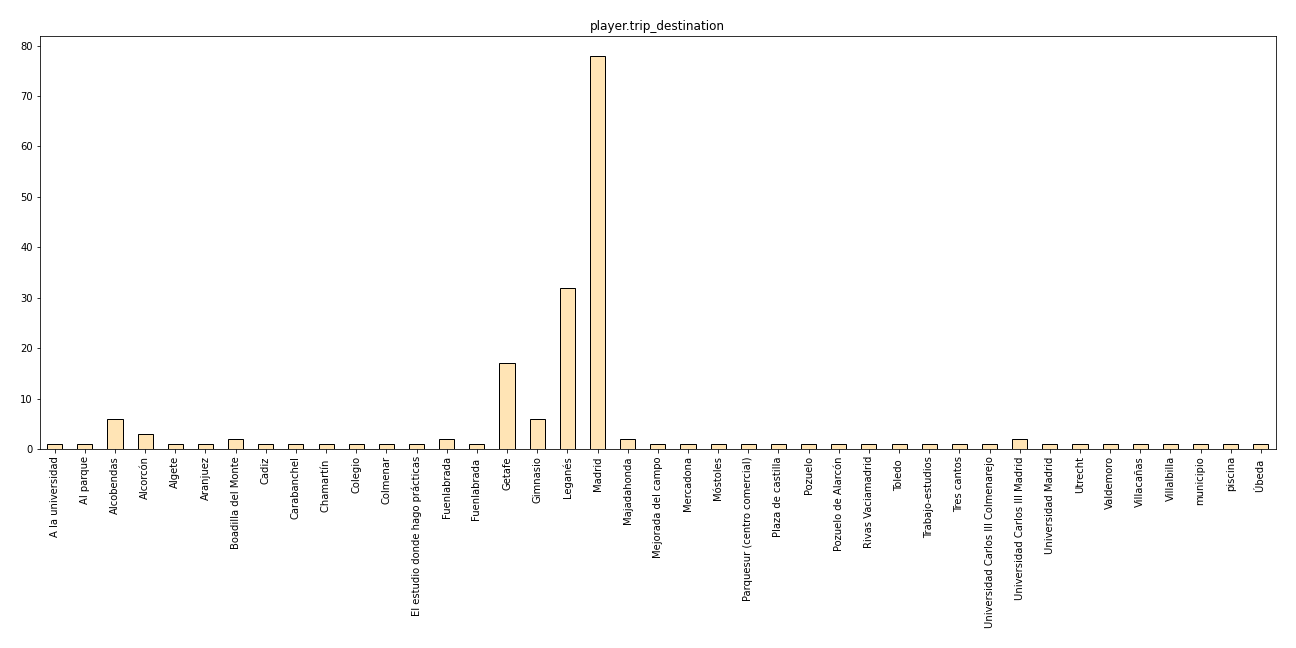 player.trip_destination
80
70
60
50
40
30
20
10
0
A la universidad
Al parque
Alcobendas
Alcorcón
Algete
Aranjuez
Boadilla del Monte
Cadiz
Carabanchel
Chamartín
Colegio
Colmenar
El estudio donde hago prácticas
Fuenlabrada
Fuenlabrada
Getafe
Gimnasio
Leganés
Madrid
Majadahonda
Mejorada del campo
Mercadona
Móstoles
Parquesur (centro comercial)
Plaza de castilla
Pozuelo
Pozuelo de Alarcón
Rivas Vaciamadrid
Toledo
Trabajo-estudios
Tres cantos
Universidad Carlos III Colmenarejo
Universidad Carlos III Madrid
Universidad Madrid
Utrecht
Valdemoro
Villacañas
Villalbilla
municipio
piscina
Úbeda